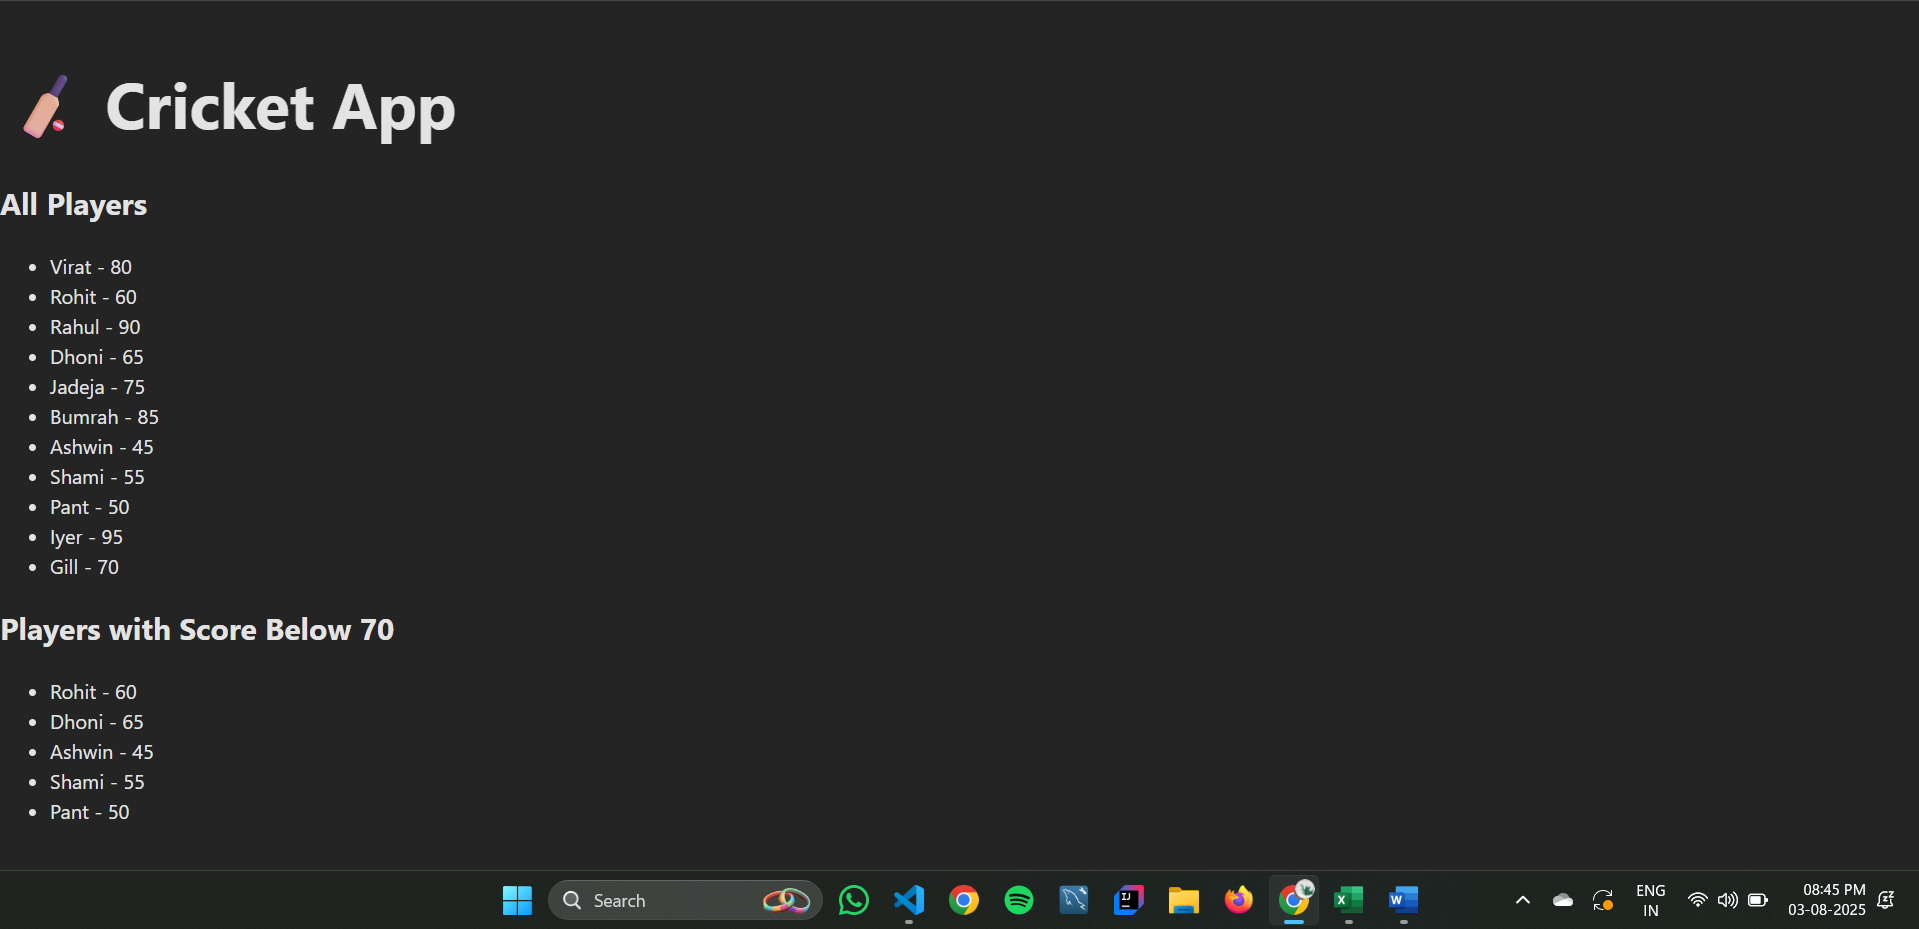 Cricket App
All Players
• Virat - 80
• Rohit - 60
• Rahul - 90
• Dhoni - 65
• Jadeja - 75
• Bumrah - 85
• Ashwin - 45
• Shami - 55
• Pant - 50
• Iyer - 95
• Gill - 70
Players with Score Below 70
• Rohit - 60
• Dhoni - 65
• Ashwin - 45
• Shami - 55
• Pant - 50
Search
ENG
IN
08:45 PM
03-08-2025